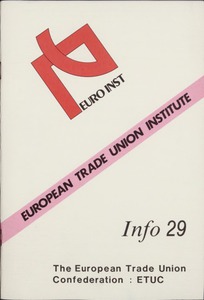 EURO INST
EUROPEAN TRADE UNION INSTITUTE
Info 29
The European Trade Union
Confederation : ETUC